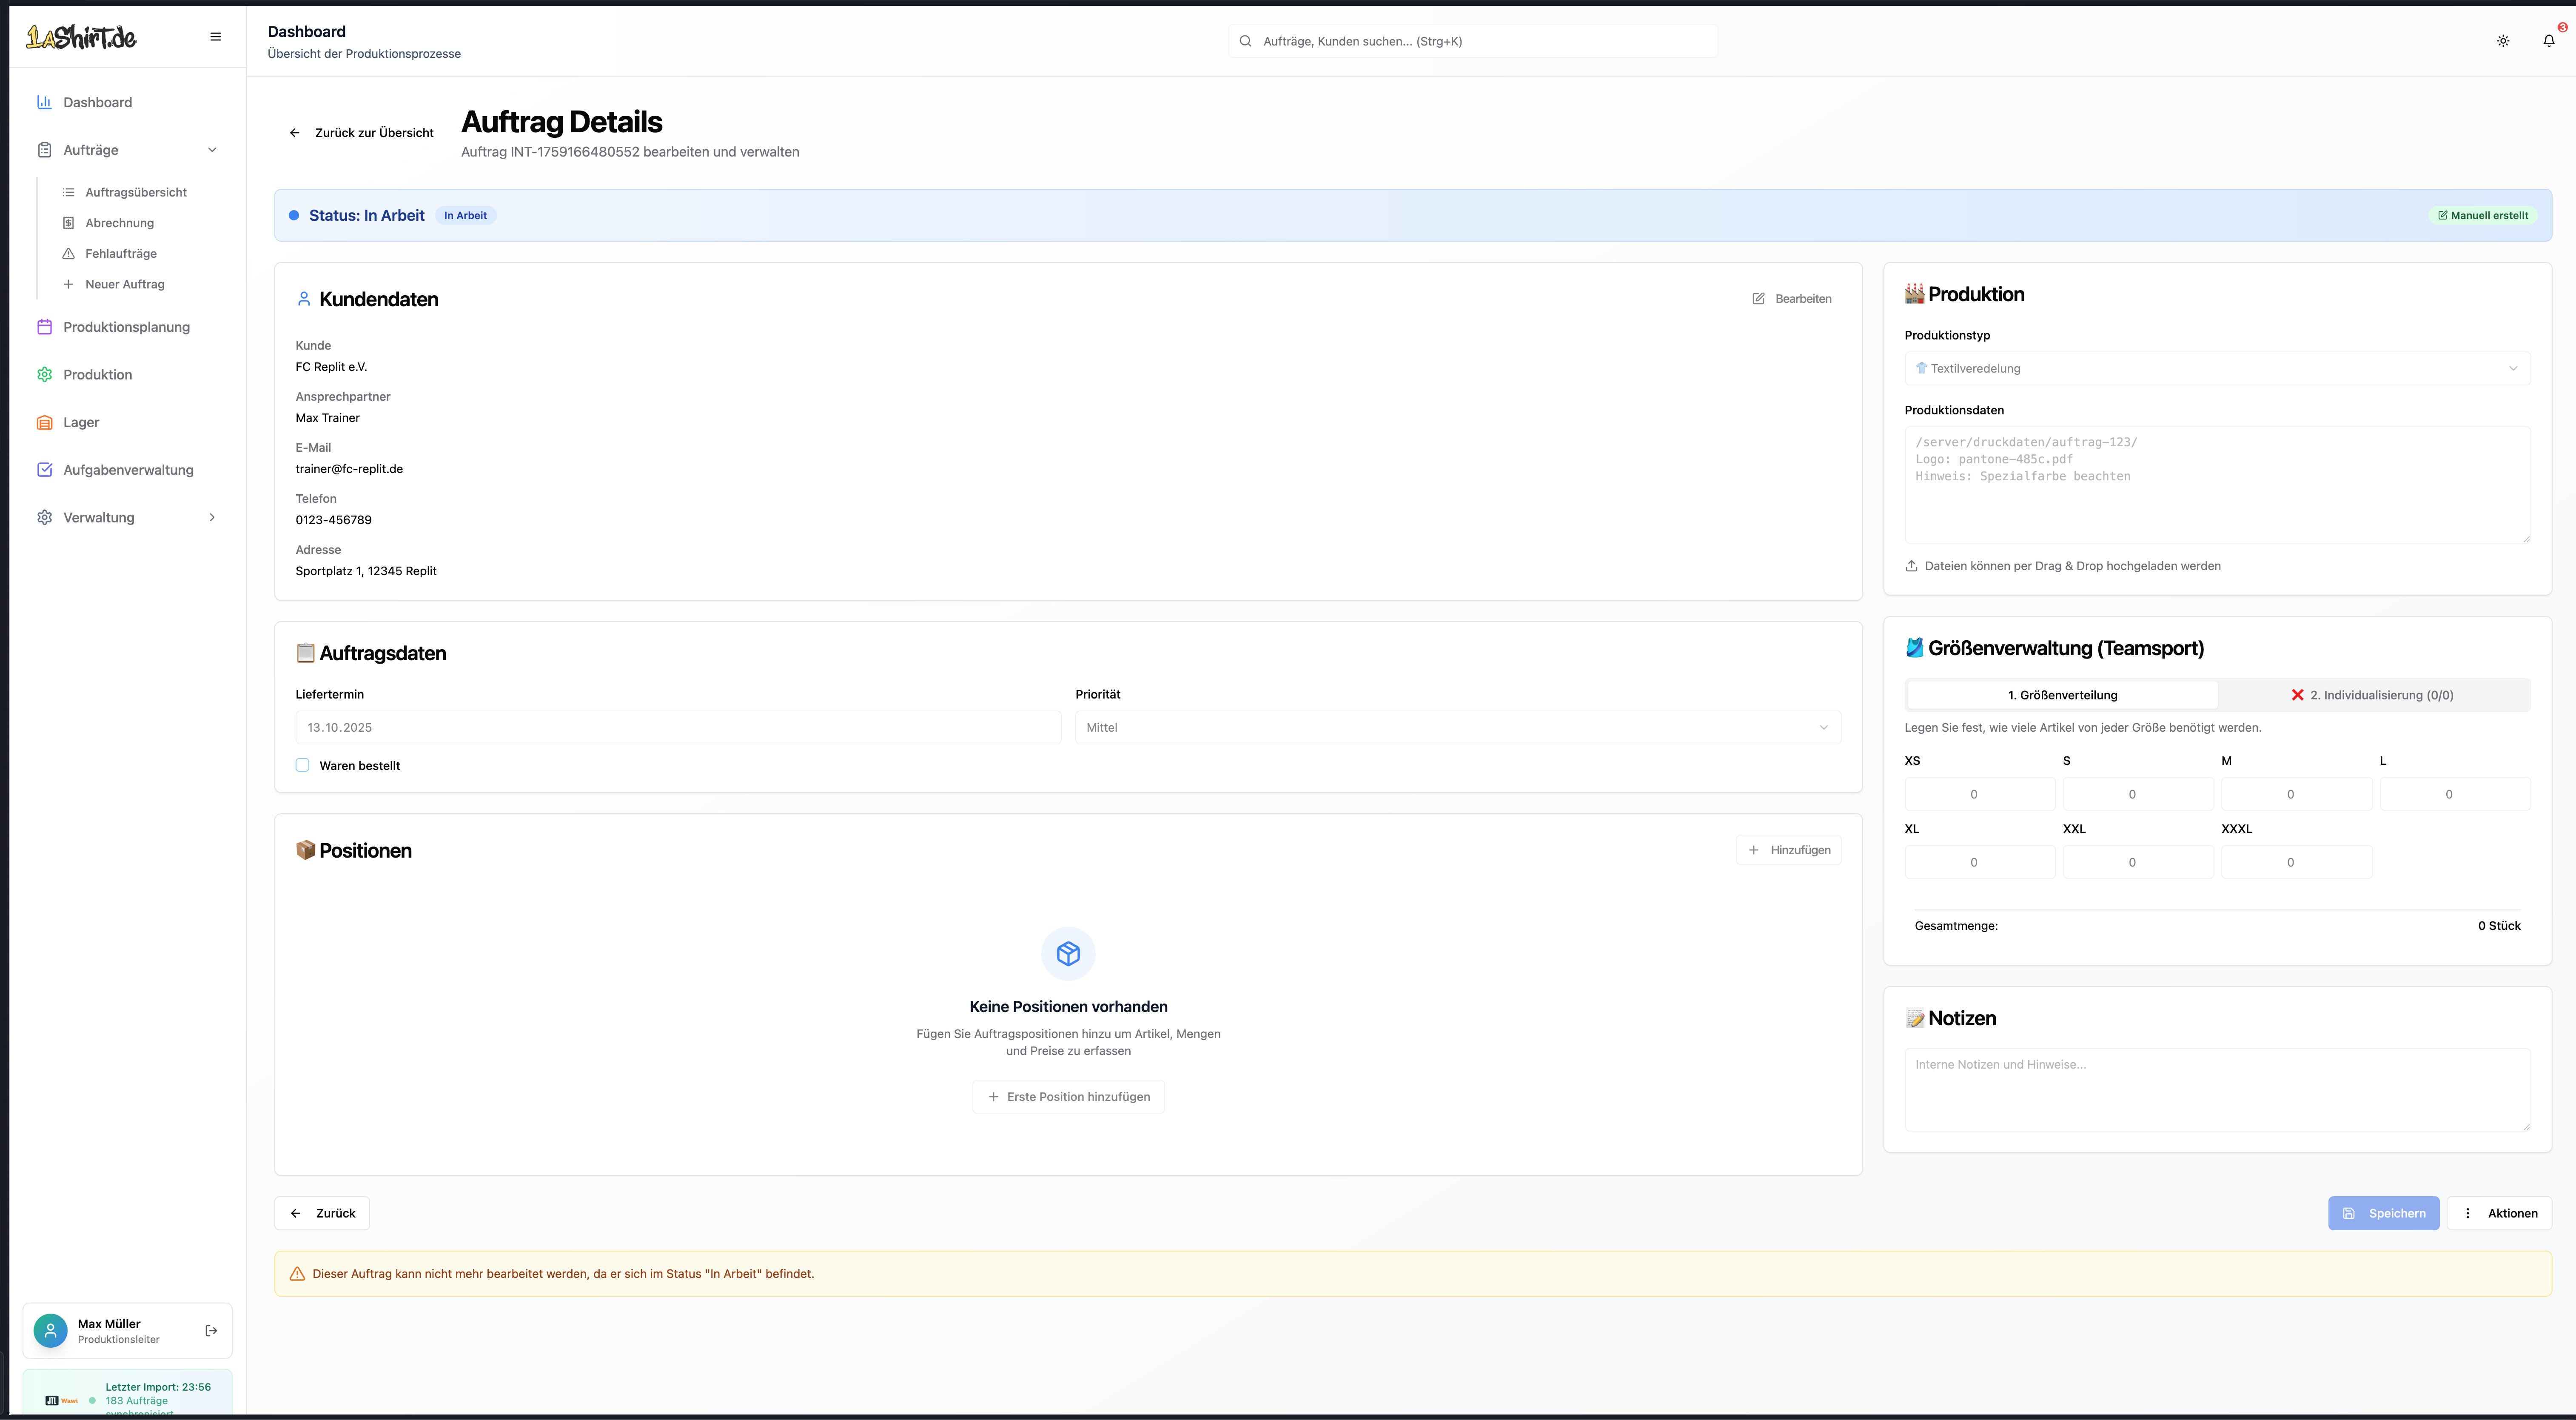 1aShirt.de
Dashboard
Übersicht der Produktionsprozesse
Aufträge, Kunden suchen... (Strg+K)
3
Dashboard
Aufträge
Auftragsübersicht
Abrechnung
Fehlaufträge
Neuer Auftrag
Produktionsplanung
Produktion
Lager
Aufgabenverwaltung
Verwaltung
Max Müller
Produktionsleiter
JTL Wawi
Letzter Import: 23:56
183 Aufträge
synchronisiert
Zurück zur Übersicht
Auftrag Details
Auftrag INT-1759166480552 bearbeiten und verwalten
Status: In Arbeit
In Arbeit
Manuell erstellt
Kundendaten
Bearbeiten
Kunde
FC Replit e.V.
Ansprechpartner
Max Trainer
E-Mail
trainer@fc-replit.de
Telefon
0123-456789
Adresse
Sportplatz 1, 12345 Replit
Auftragsdaten
Liefertermin
13.10.2025
Priorität
Mittel
Waren bestellt
Positionen
Hinzufügen
Keine Positionen vorhanden
Fügen Sie Auftragspositionen hinzu um Artikel, Mengen
und Preise zu erfassen
Erste Position hinzufügen
Produktion
Produktionstyp
Textilveredelung
Produktionsdaten
/server/druckdaten/auftrag-123/
Logo: pantone-485c.pdf
Hinweis: Spezialfarbe beachten
Dateien können per Drag & Drop hochgeladen werden
Größenverwaltung (Teamsport)
1. Größenverteilung
2. Individualisierung (0/0)
Legen Sie fest, wie viele Artikel von jeder Größe benötigt werden.
XS S M L
0 0 0 0
XL XXL XXXL
0 0 0
Gesamtmenge: 0 Stück
Notizen
Interne Notizen und Hinweise...
Zurück
Speichern
Aktionen
Dieser Auftrag kann nicht mehr bearbeitet werden, da er sich im Status "In Arbeit" befindet.